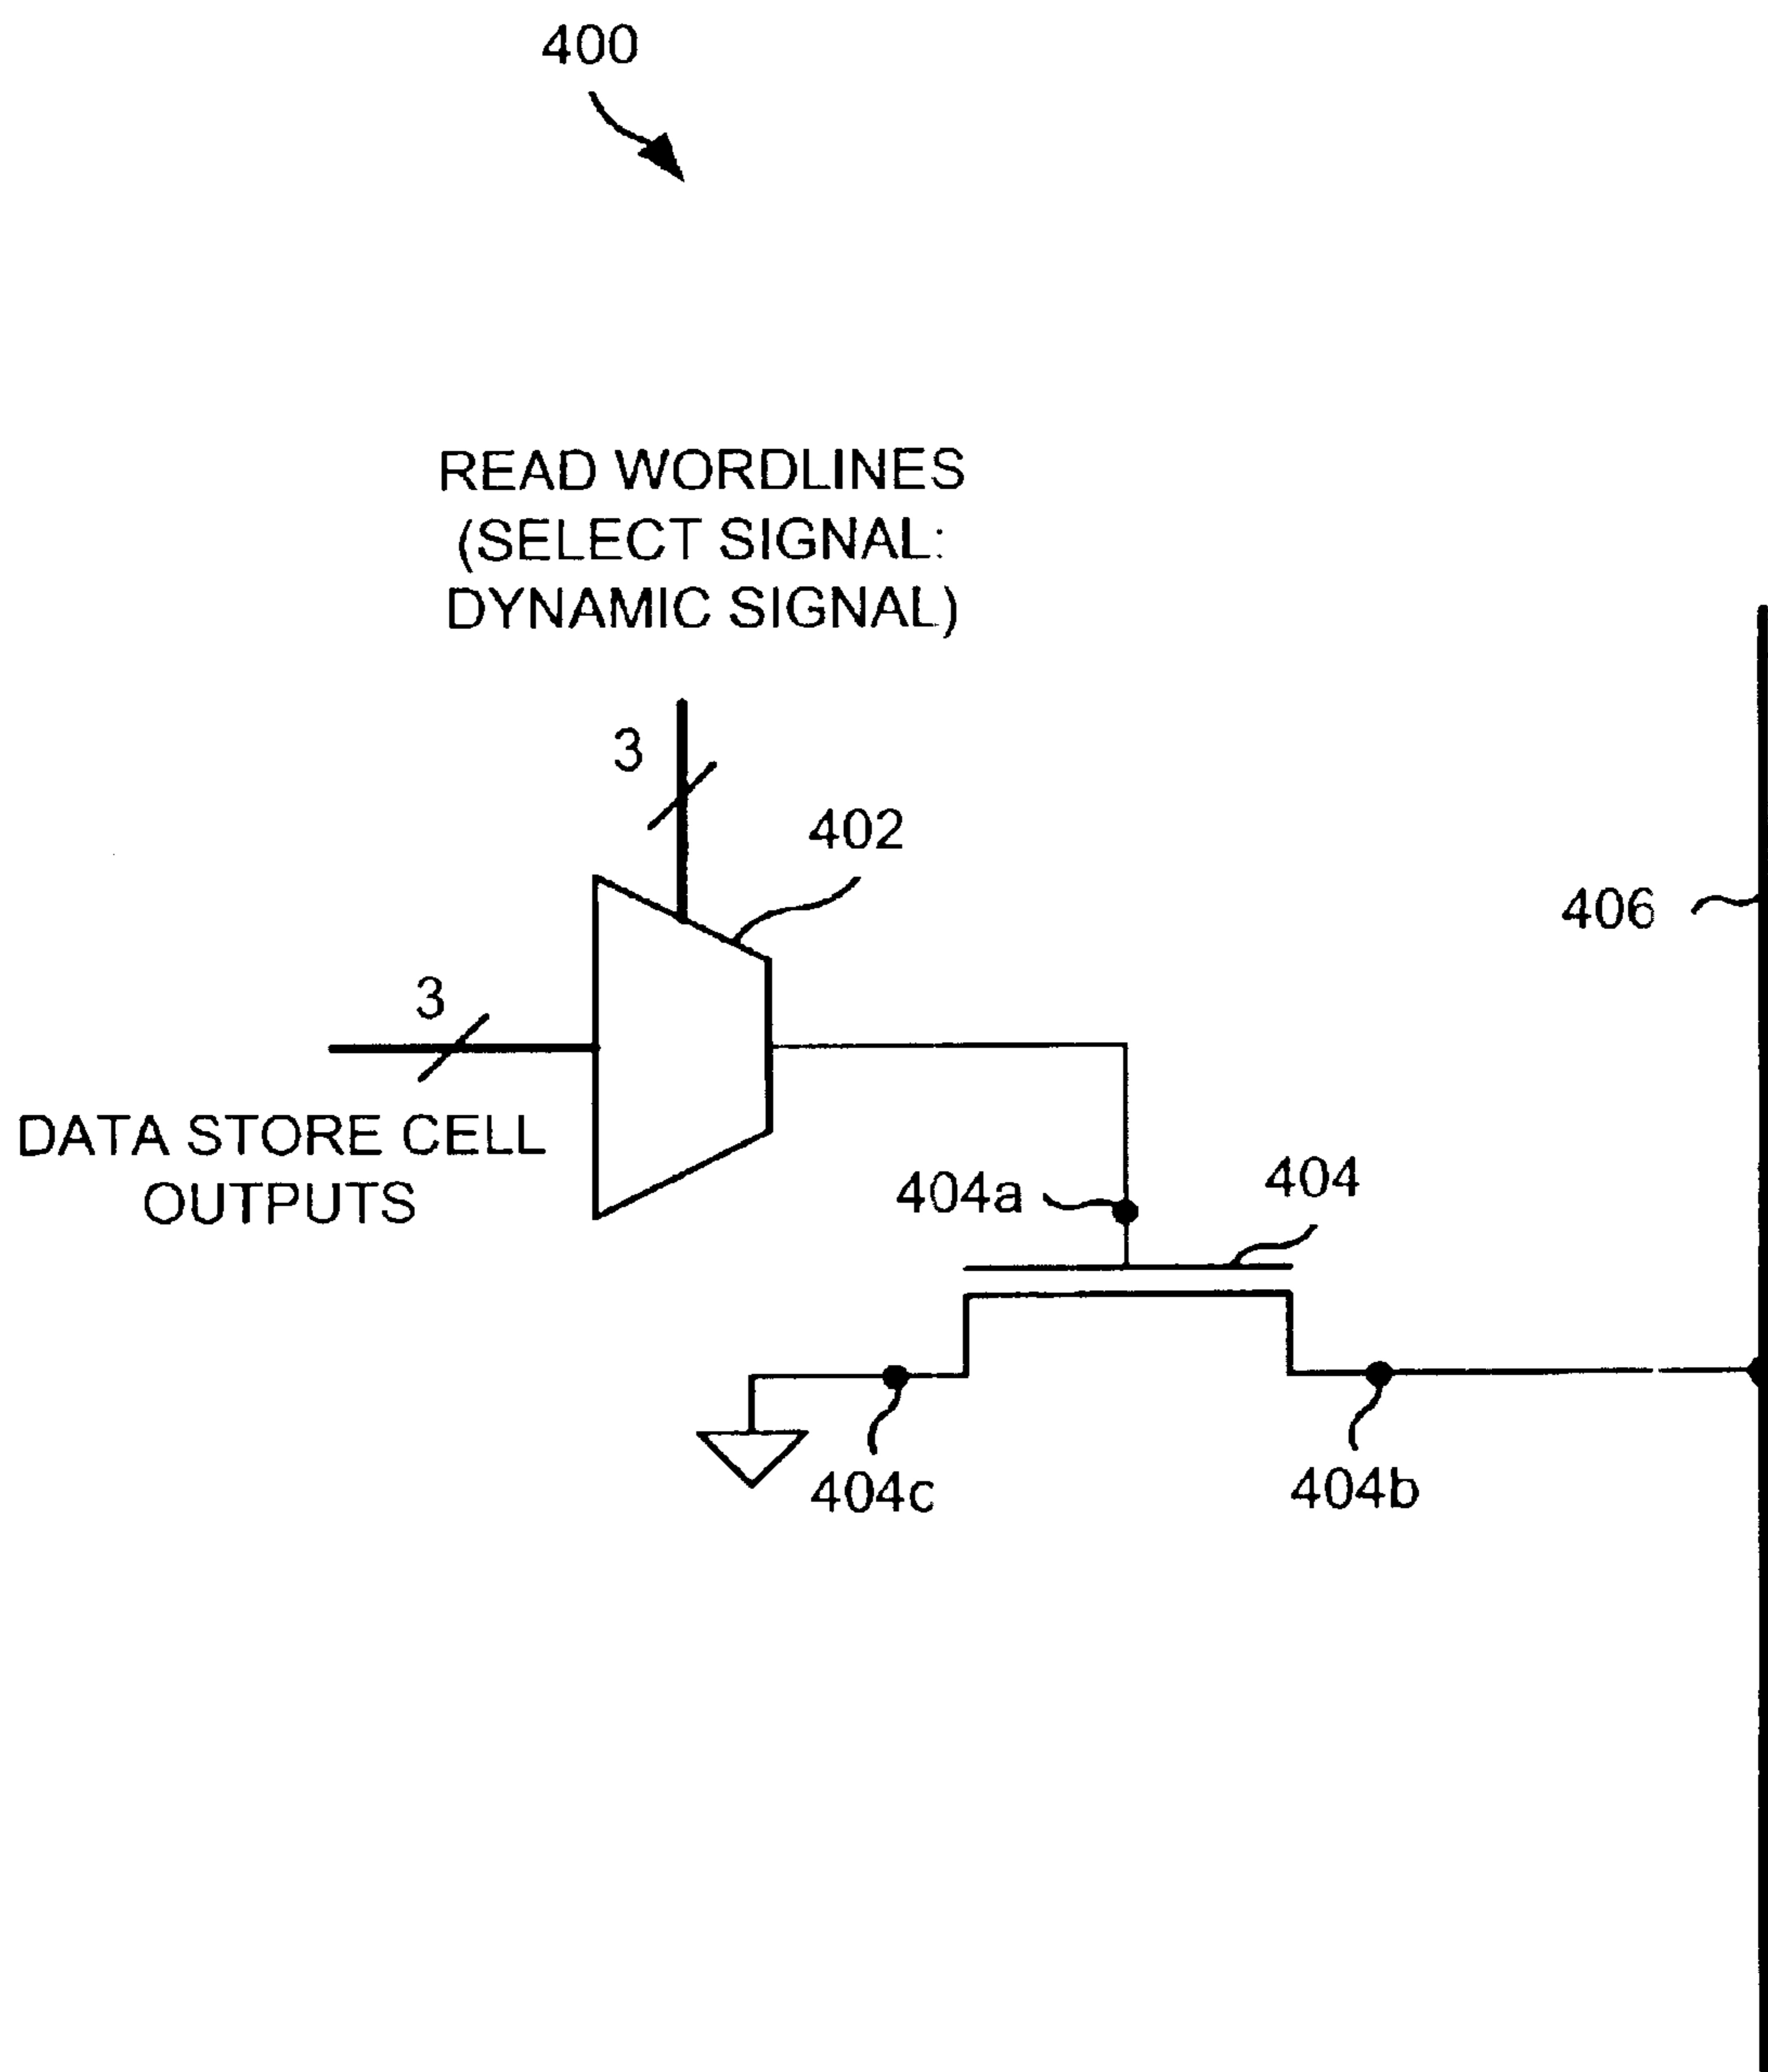 400
READ WORDLINES
(SELECT SIGNAL:
DYNAMIC SIGNAL)
3
402
406
3
DATA STORE CELL
OUTPUTS
404a
404
404c
404b